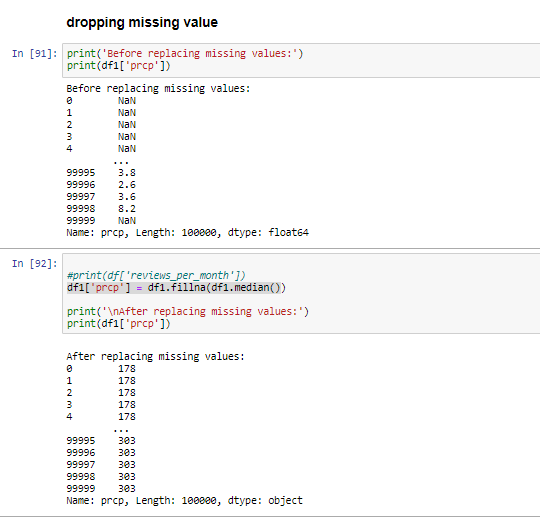 dropping missing value
In [91]: print('Before replacing missing values:')
print(df1['prcp'])
Before replacing missing values:
0 NaN
1 NaN
2 NaN
3 NaN
4 NaN
...
99995 3.8
99996 2.6
99997 3.6
99998 8.2
99999 NaN
Name: prcp, Length: 100000, dtype: float64
In [92]:
#print(df['reviews_per_month'])
df1['prcp'] = df1.fillna(df1.median())
print('\nAfter replacing missing values:')
print(df1['prcp'])
After replacing missing values:
0 178
1 178
2 178
3 178
4 178
...
99995 303
99996 303
99997 303
99998 303
99999 303
Name: prcp, Length: 100000, dtype: object